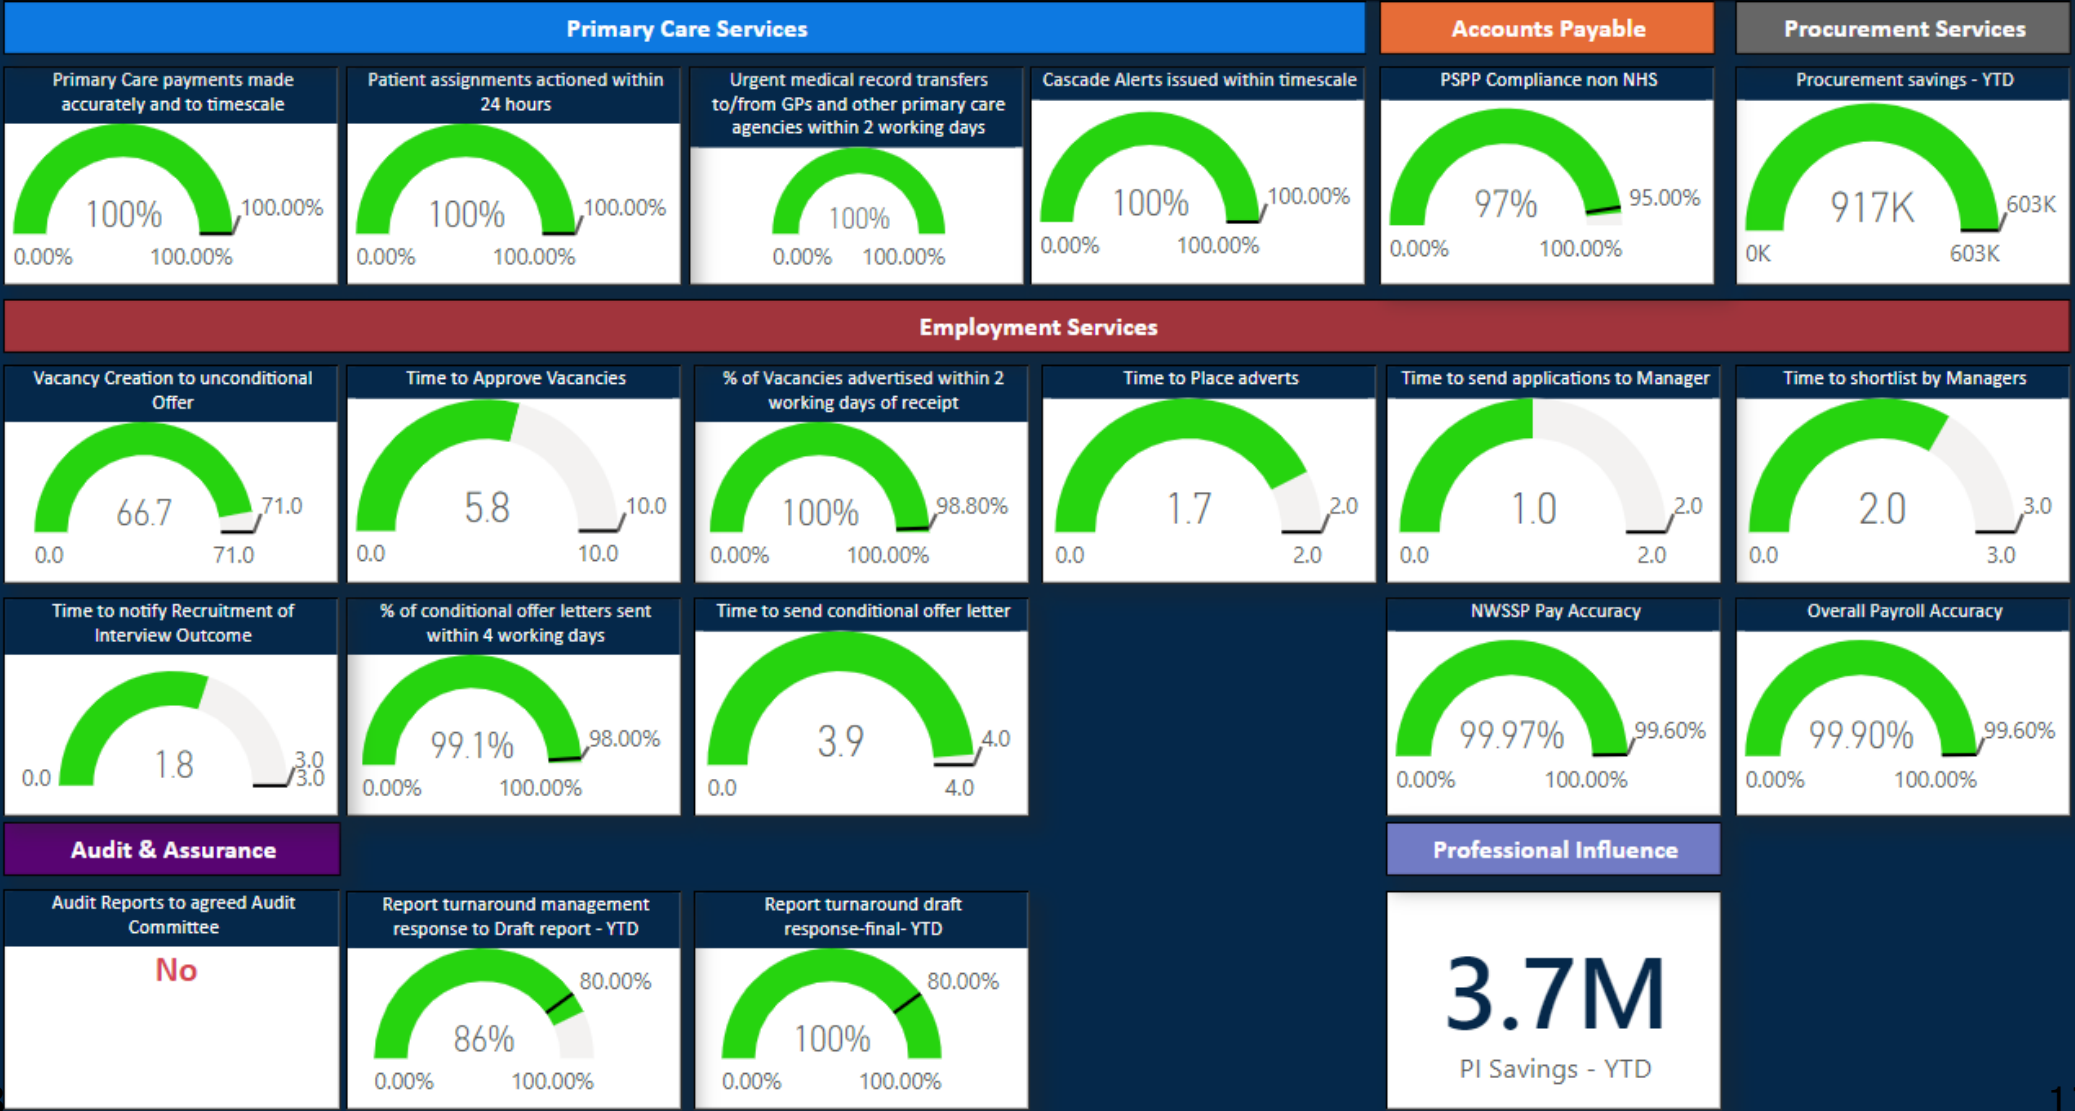 Primary Care Services
Accounts Payable
Procurement Services
Primary Care payments made
accurately and to timescale
100%
100.00%
0.00%
100.00%
Patient assignments actioned within
24 hours
100%
100.00%
0.00%
100.00%
Urgent medical record transfers
to/from GPs and other primary care
agencies within 2 working days
100%
0.00%
100.00%
Cascade Alerts issued within timescale
100%
100.00%
0.00%
100.00%
PSPP Compliance non NHS
97%
95.00%
0.00%
100.00%
Procurement savings - YTD
917K
603K
0K
603K
Employment Services
Vacancy Creation to unconditional
Offer
66.7
71.0
0.0
71.0
Time to Approve Vacancies
5.8
10.0
0.0
10.0
% of Vacancies advertised within 2
working days of receipt
100%
98.80%
0.00%
100.00%
Time to Place adverts
1.7
2.0
0.0
2.0
Time to send applications to Manager
1.0
2.0
0.0
2.0
Time to shortlist by Managers
2.0
3.0
0.0
3.0
Time to notify Recruitment of
Interview Outcome
1.8
3.0
0.0
3.0
% of conditional offer letters sent
within 4 working days
99.1%
98.00%
0.00%
100.00%
Time to send conditional offer letter
3.9
4.0
0.0
4.0
NWSSP Pay Accuracy
99.97%
99.60%
0.00%
100.00%
Overall Payroll Accuracy
99.90%
99.60%
0.00%
100.00%
Audit & Assurance
Professional Influence
Audit Reports to agreed Audit
Committee
No
Report turnaround management
response to Draft report - YTD
80.00%
86%
0.00%
100.00%
Report turnaround draft
response-final- YTD
80.00%
100%
0.00%
100.00%
3.7M
PI Savings - YTD